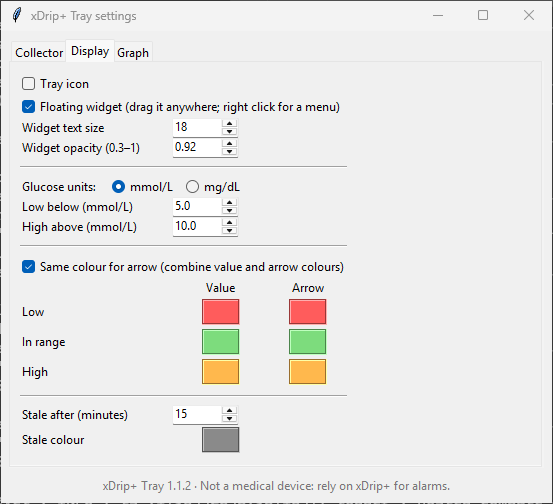 xDrip+ Tray settings
Collector Display Graph
Tray icon
Floating widget (drag it anywhere; right click for a menu)
Widget text size 18
Widget opacity (0.3–1) 0.92
Glucose units: mmol/L mg/dL
Low below (mmol/L) 5.0
High above (mmol/L) 10.0
Same colour for arrow (combine value and arrow colours)
Value Arrow
Low
In range
High
Stale after (minutes) 15
Stale colour
xDrip+ Tray 1.1.2 · Not a medical device: rely on xDrip+ for alarms.